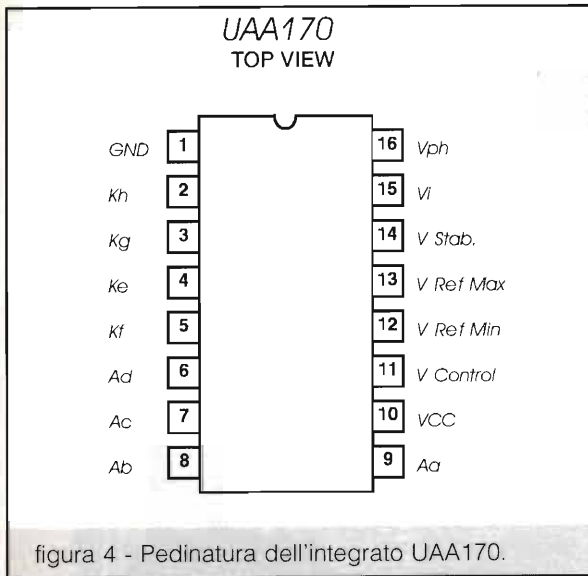 UAA170
TOP VIEW
GND 1 16 Vph
Kh 2 15 Vi
Kg 3 14 V Stab.
Ke 4 13 V Ref Max
Kf 5 12 V Ref Min
Ad 6 11 V Control
Ac 7 10 VCC
Ab 8 9 Aa
figura 4 - Pedinatura dell'integrato UAA170.